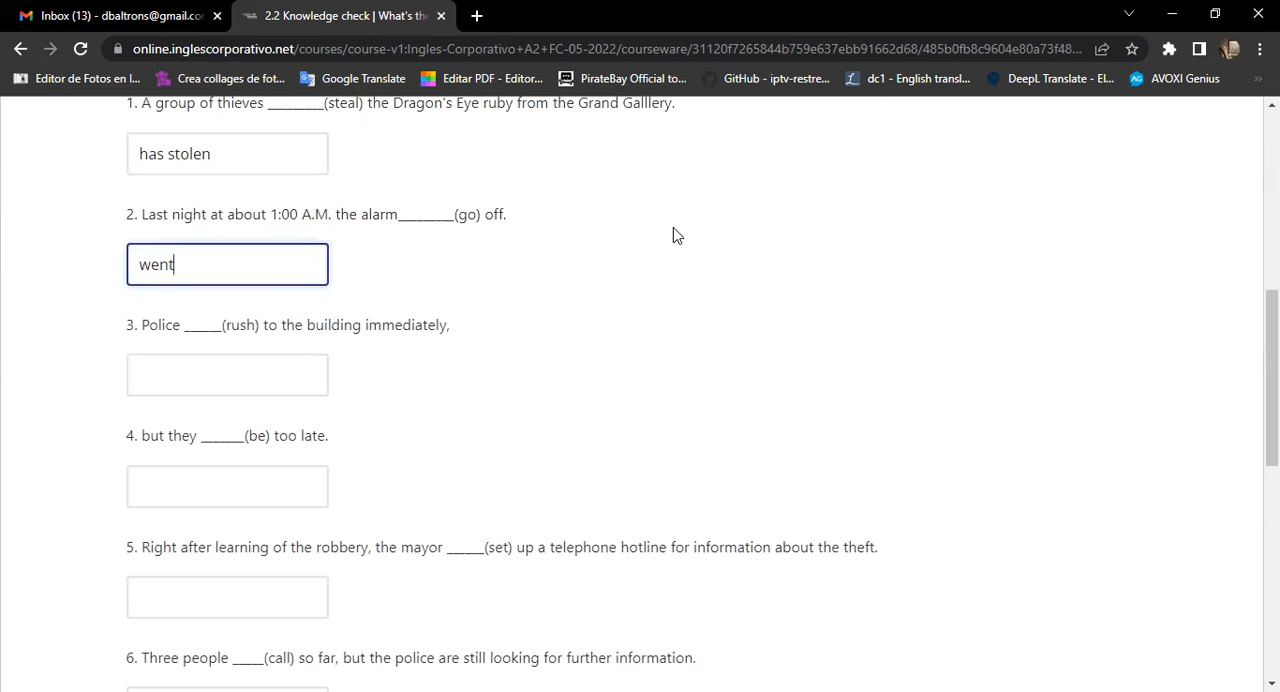 Inbox (13) - dbaltrons@gmail.co
2.2 Knowledge check | What's the
online.inglescorporativo.net/courses/course-v1:Ingles-Corporativo+A2+FC-05-2022/courseware/31120f7265844b759e637ebb91662d68/485b0fb8c9604e80a73f48...
Editor de Fotos en l... Crea collages de fot... Google Translate Editar PDF - Editor... PirateBay Official to... GitHub - iptv-restre... dc1 - English transl... DeepL Translate - El... AVOXI Genius »
1. A group of thieves ________(steal) the Dragon's Eye ruby from the Grand Galllery.
has stolen
2. Last night at about 1:00 A.M. the alarm________(go) off.
went
3. Police ______(rush) to the building immediately,
4. but they _______(be) too late.
5. Right after learning of the robbery, the mayor ______(set) up a telephone hotline for information about the theft.
6. Three people _____(call) so far, but the police are still looking for further information.